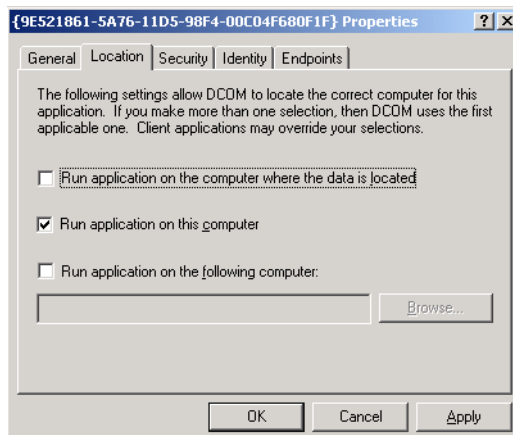 {9E521861-5A76-11D5-98F4-00C04F680F1F} Properties
General Location Security Identity Endpoints
The following settings allow DCOM to locate the correct computer for this
application. If you make more than one selection, then DCOM uses the first
applicable one. Client applications may override your selections.
Run application on the computer where the data is located
Run application on this computer
Run application on the following computer:
Browse...
OK Cancel Apply